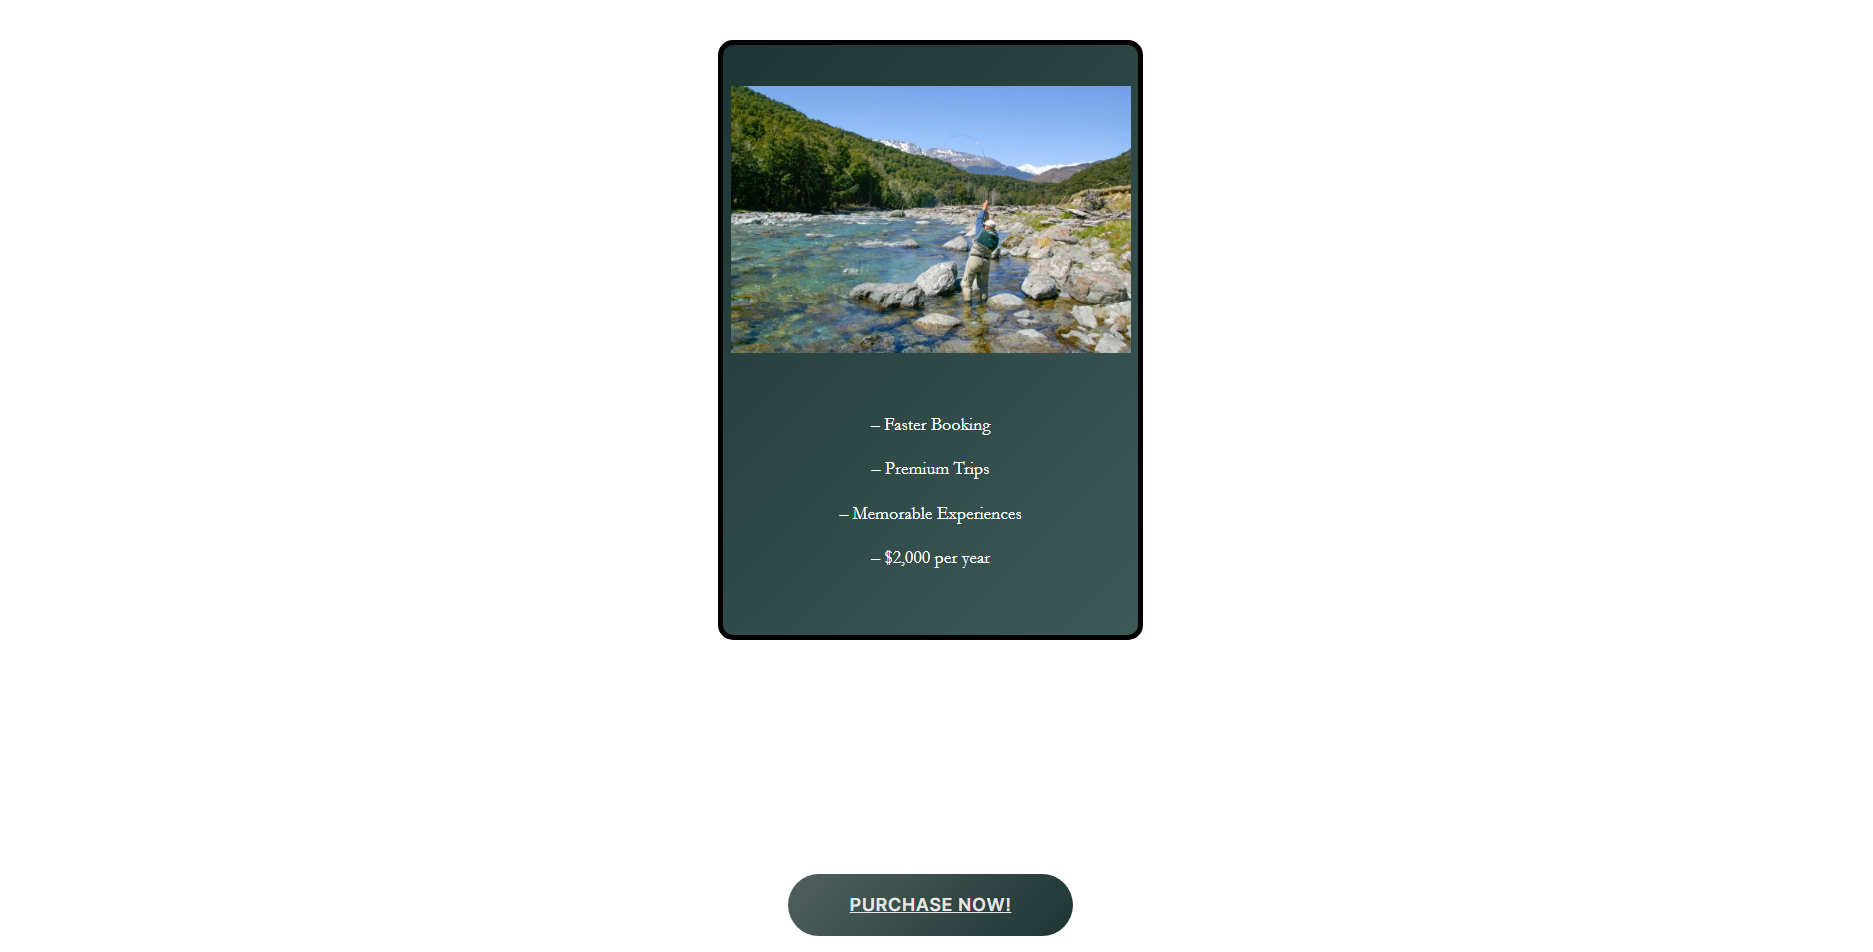 – Faster Booking
– Premium Trips
– Memorable Experiences
– $2,000 per year
PURCHASE NOW!